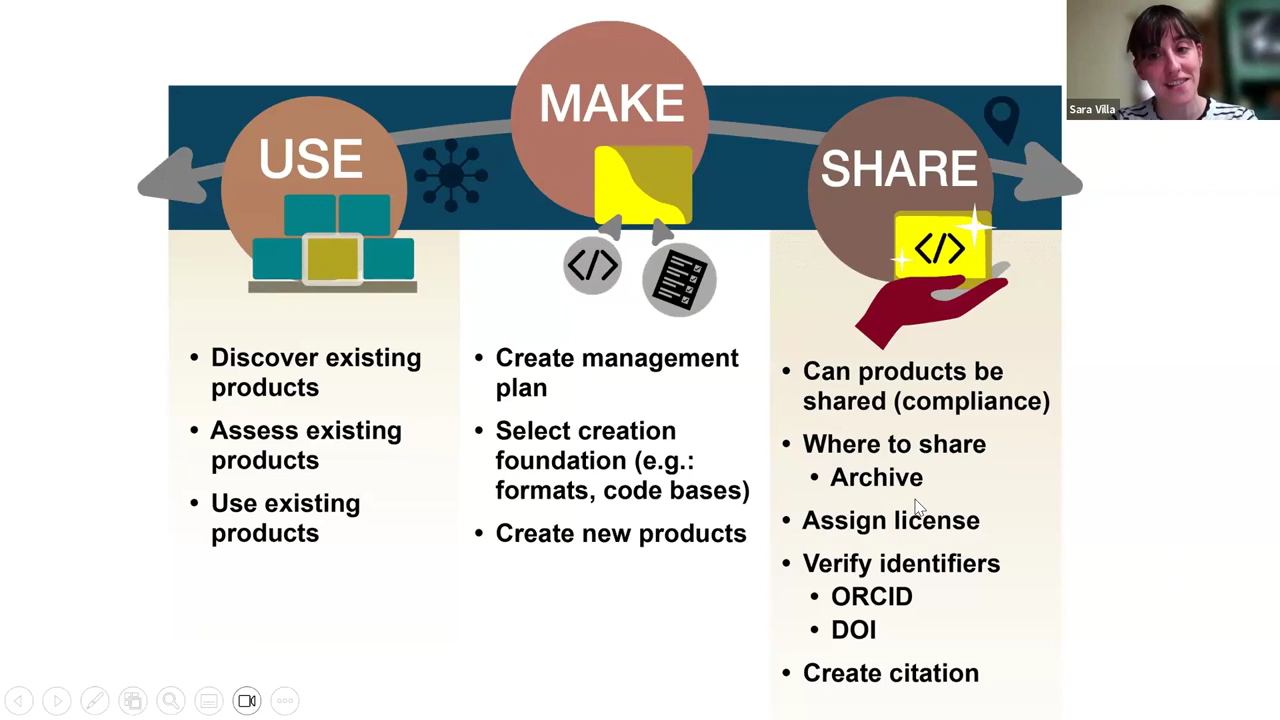 USE
MAKE
SHARE
</>
</>
Sara Villa
• Discover existing
products
• Assess existing
products
• Use existing
products
• Create management
plan
• Select creation
foundation (e.g.:
formats, code bases)
• Create new products
• Can products be
shared (compliance)
• Where to share
• Archive
• Assign license
• Verify identifiers
• ORCID
• DOI
• Create citation